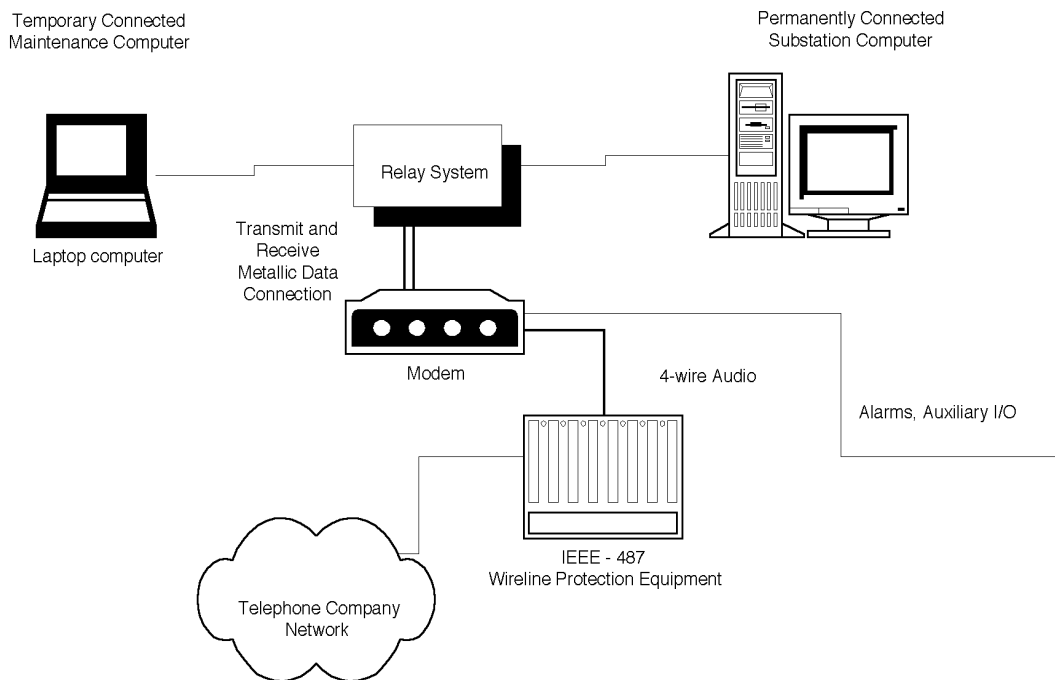 Temporary Connected
Maintenance Computer
Permanently Connected
Substation Computer
Relay System
Laptop computer
Transmit and
Receive
Metallic Data
Connection
Modem
4-wire Audio
Alarms, Auxiliary I/O
IEEE - 487
Wireline Protection Equipment
Telephone Company
Network